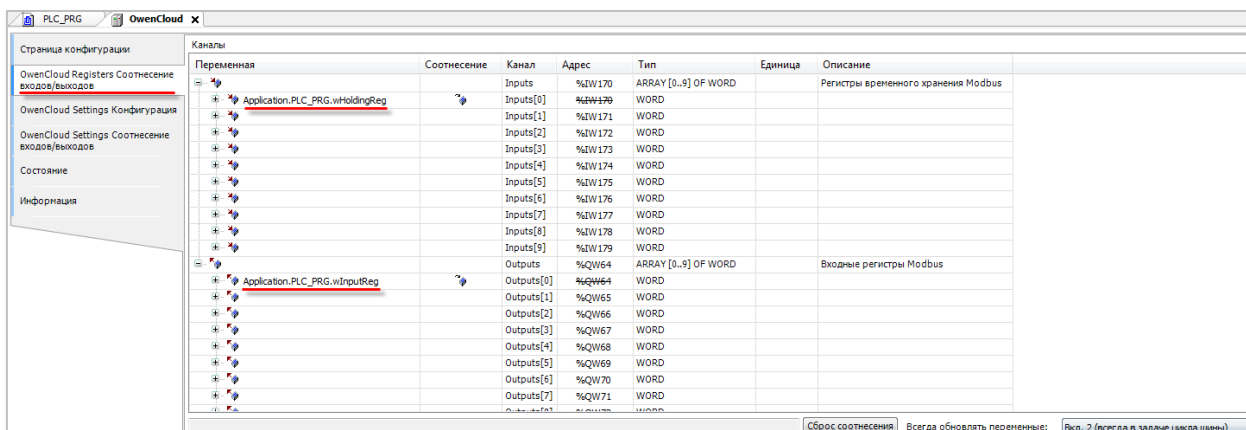 PLC_PRG OwenCloud x
Страница конфигурации
OwenCloud Registers Соотнесение
входов/выходов
OwenCloud Settings Конфигурация
OwenCloud Settings Соотнесение
входов/выходов
Состояние
Информация
Каналы
Переменная Соотнесение Канал Адрес Тип Единица Описание
Inputs %IW170 ARRAY [0..9] OF WORD Регистры временного хранения Modbus
Application.PLC_PRG.wHoldingReg Inputs[0] %IW170 WORD
Inputs[1] %IW171 WORD
Inputs[2] %IW172 WORD
Inputs[3] %IW173 WORD
Inputs[4] %IW174 WORD
Inputs[5] %IW175 WORD
Inputs[6] %IW176 WORD
Inputs[7] %IW177 WORD
Inputs[8] %IW178 WORD
Inputs[9] %IW179 WORD
Outputs %QW64 ARRAY [0..9] OF WORD Входные регистры Modbus
Application.PLC_PRG.wInputReg Outputs[0] %QW64 WORD
Outputs[1] %QW65 WORD
Outputs[2] %QW66 WORD
Outputs[3] %QW67 WORD
Outputs[4] %QW68 WORD
Outputs[5] %QW69 WORD
Outputs[6] %QW70 WORD
Outputs[7] %QW71 WORD
Сброс соотнесения Всегда обновлять переменные: Вкл. 2 (всегда в задаче цикла шины)